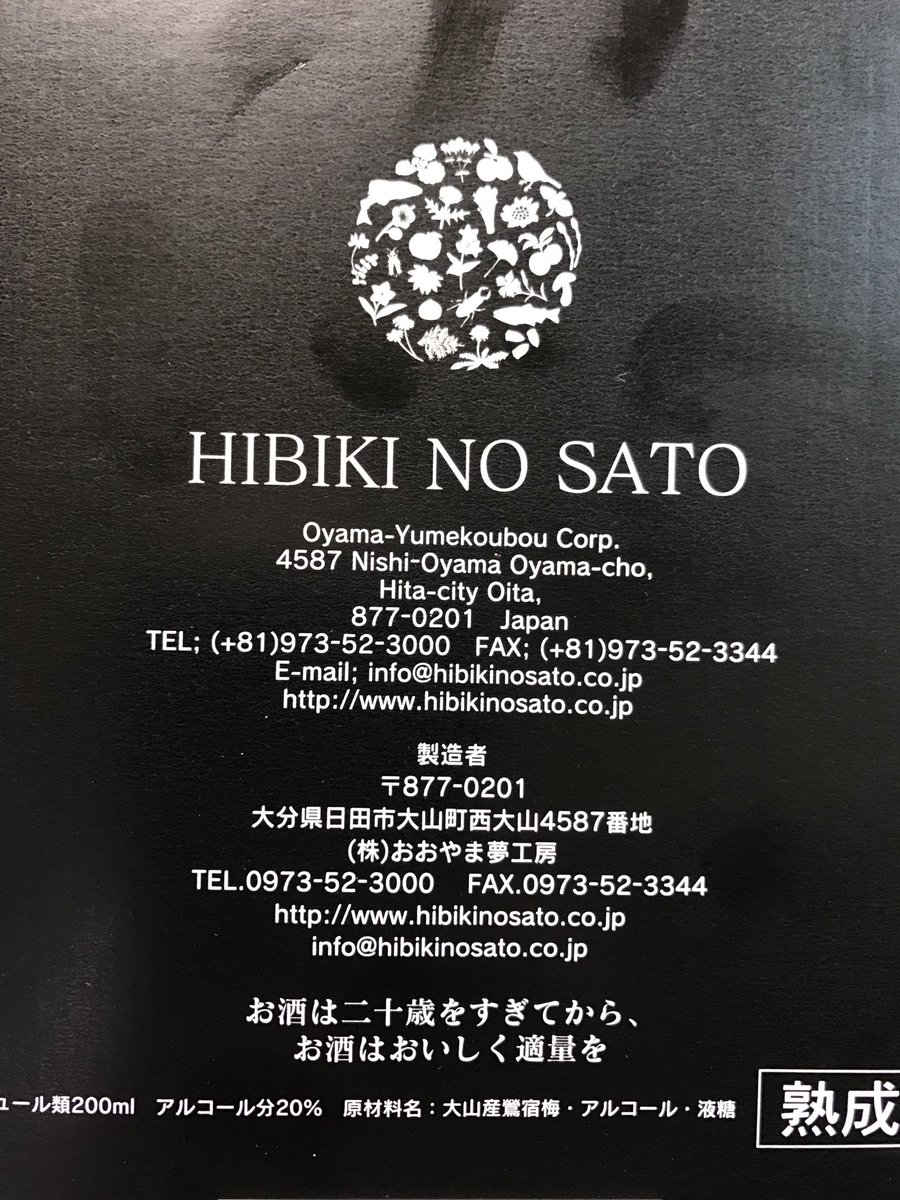 HIBIKI NO SATO
Oyama-Yumekoubou Corp.
4587 Nishi-Oyama Oyama-cho,
Hita-city Oita,
877-0201 Japan
TEL; (+81)973-52-3000 FAX; (+81)973-52-3344
E-mail; info@hibikinosato.co.jp
http://www.hibikinosato.co.jp
製造者
〒877-0201
大分県日田市大山町西大山4587番地
(株)おおやま夢工房
TEL.0973-52-3000 FAX.0973-52-3344
http://www.hibikinosato.co.jp
info@hibikinosato.co.jp
お酒は二十歳をすぎてから、
お酒はおいしく適量を
ュール類200ml アルコール分20% 原材料名：大山産鶯宿梅・アルコール・液糖
熟成